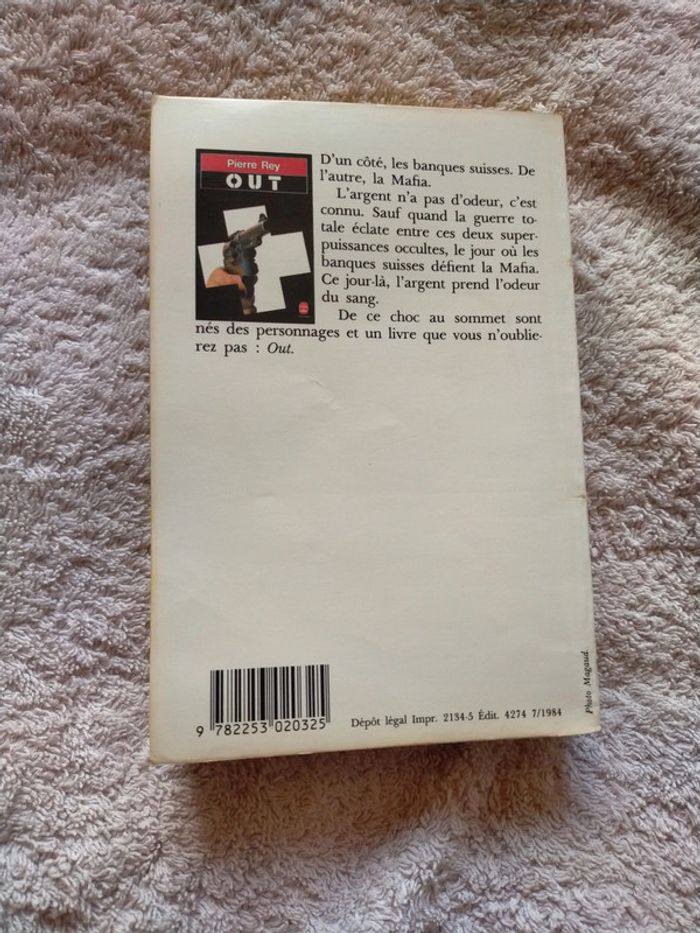 Pierre Rey
OUT
D'un côté, les banques suisses. De
l'autre, la Mafia.
L'argent n'a pas d'odeur, c'est
connu. Sauf quand la guerre to-
tale éclate entre ces deux super-
puissances occultes, le jour où les
banques suisses défient la Mafia.
Ce jour-là, l'argent prend l'odeur
du sang.
De ce choc au sommet sont
nés des personnages et un livre que vous n'oublie-
rez pas : Out.
9 782253 020325
Dépôt légal Impr. 2134-5 Édit. 4274 7/1984
Photo Magaud.